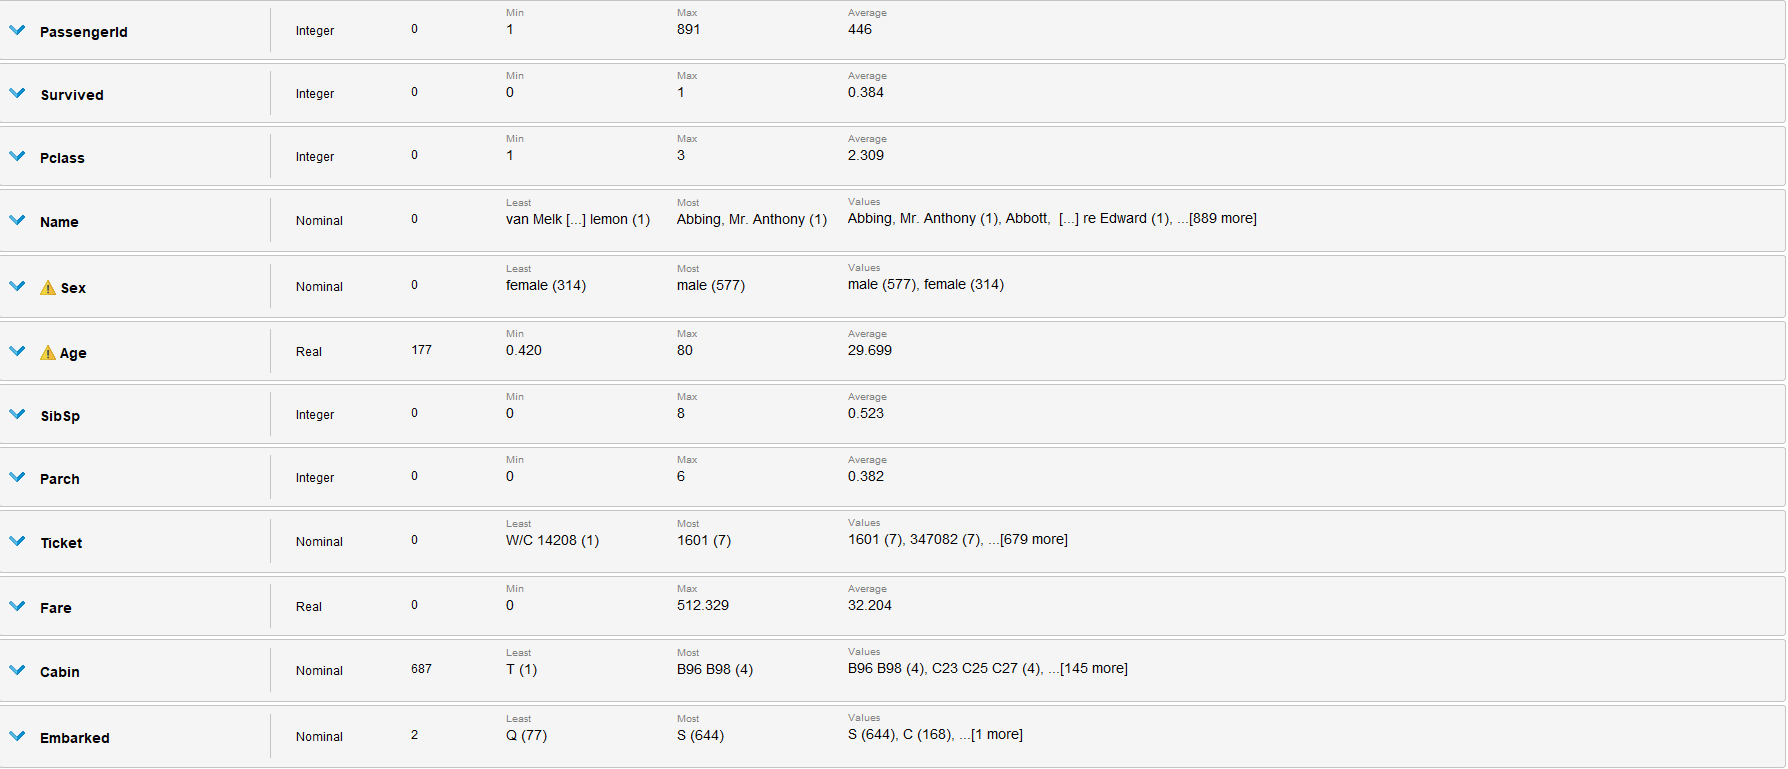 Min Max Average
PassengerId Integer 0 1 891 446
Min Max Average
Survived Integer 0 0 1 0.384
Min Max Average
Pclass Integer 0 1 3 2.309
Least Most Values
Name Nominal 0 van Melk [...] lemon (1) Abbing, Mr. Anthony (1) Abbing, Mr. Anthony (1), Abbott, [...] re Edward (1), ...[889 more]
Least Most Values
Sex Nominal 0 female (314) male (577) male (577), female (314)
Min Max Average
Age Real 177 0.420 80 29.699
Min Max Average
SibSp Integer 0 0 8 0.523
Min Max Average
Parch Integer 0 0 6 0.382
Least Most Values
Ticket Nominal 0 W/C 14208 (1) 1601 (7) 1601 (7), 347082 (7), ...[679 more]
Min Max Average
Fare Real 0 0 512.329 32.204
Least Most Values
Cabin Nominal 687 T (1) B96 B98 (4) B96 B98 (4), C23 C25 C27 (4), ...[145 more]
Least Most Values
Embarked Nominal 2 Q (77) S (644) S (644), C (168), ...[1 more]